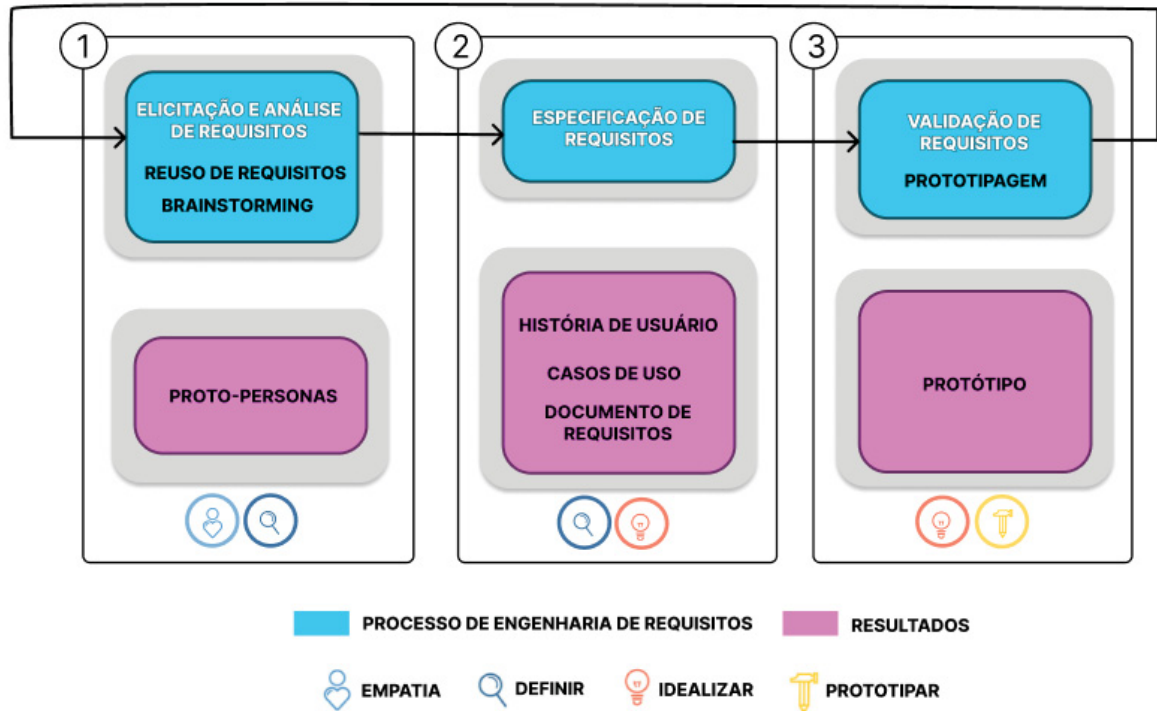 1
ELICITAÇÃO E ANÁLISE
DE REQUISITOS
REUSO DE REQUISITOS
BRAINSTORMING
PROTO-PERSONAS
2
ESPECIFICAÇÃO DE
REQUISITOS
HISTÓRIA DE USUÁRIO
CASOS DE USO
DOCUMENTO DE
REQUISITOS
3
VALIDAÇÃO DE
REQUISITOS
PROTOTIPAGEM
PROTÓTIPO
PROCESSO DE ENGENHARIA DE REQUISITOS
RESULTADOS
EMPATIA
DEFINIR
IDEALIZAR
PROTOTIPAR